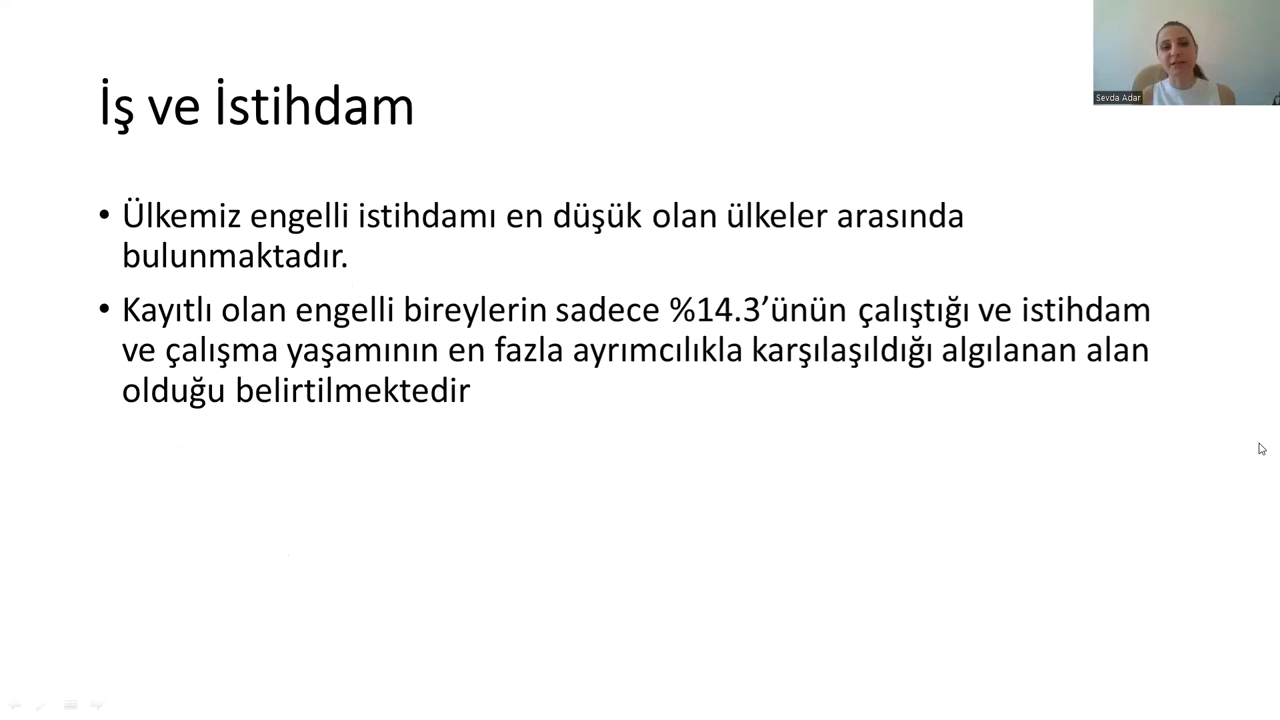 İş ve İstihdam
Sevda Adar
• Ülkemiz engelli istihdamı en düşük olan ülkeler arasında
bulunmaktadır.
• Kayıtlı olan engelli bireylerin sadece %14.3’ünün çalıştığı ve istihdam
ve çalışma yaşamının en fazla ayrımcılıkla karşılaşıldığı algılanan alan
olduğu belirtilmektedir